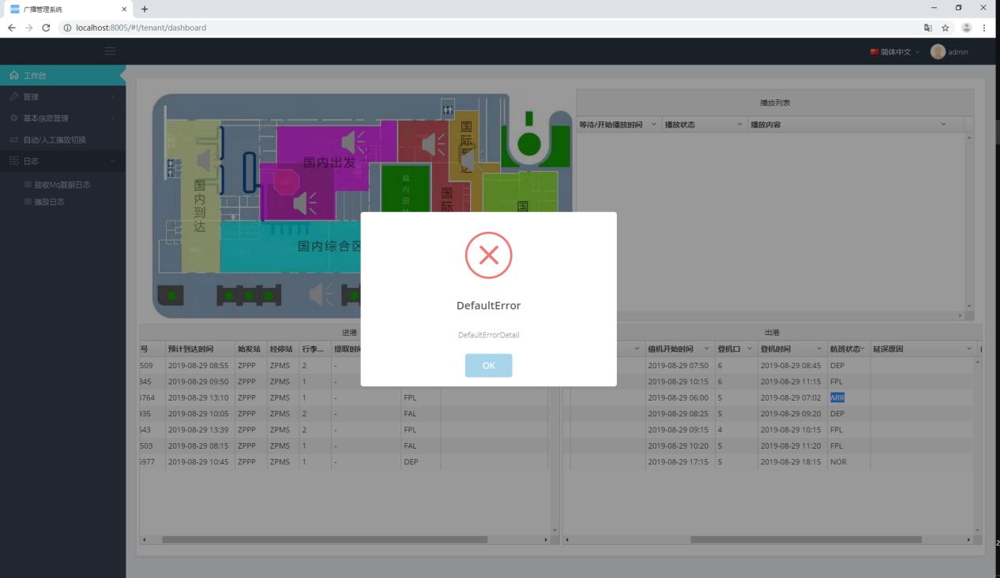 广播管理系统
localhost:8005/#!/tenant/dashboard
简体中文
admin
工作台
管理
基本信息管理
自动/人工播放切换
日志
接收Mq数据日志
播放日志
国内到达
国内出发
国内综合区
国际到达
国际
国
庭内园林
播放列表
等待/开始播放时间 播放状态 播放内容
DefaultError
DefaultErrorDetail
OK
进港
号 预计到达时间 始发站 经停站 行李... 提取时间
509 2019-08-29 08:55 ZPPP ZPMS 2 -
345 2019-08-29 09:50 ZPPP ZPMS 1 -
5764 2019-08-29 13:10 ZPPP ZPMS 1 - FPL
935 2019-08-29 10:05 ZPPP ZPMS 2 - FAL
543 2019-08-29 13:39 ZPPP ZPMS 2 - FPL
503 2019-08-29 08:15 ZPPP ZPMS 1 - FAL
5977 2019-08-29 10:45 ZPPP ZPMS 1 - DEP
出港
值机开始时间 登机口 登机时间 航班状态 延误原因
2019-08-29 07:50 6 2019-08-29 08:45 DEP
2019-08-29 10:15 6 2019-08-29 11:15 FPL
2019-08-29 06:00 5 2019-08-29 07:02 ARR
2019-08-29 08:25 5 2019-08-29 09:20 DEP
2019-08-29 09:15 4 2019-08-29 10:15 FPL
2019-08-29 10:20 5 2019-08-29 11:20 FPL
2019-08-29 17:15 5 2019-08-29 18:15 NOR